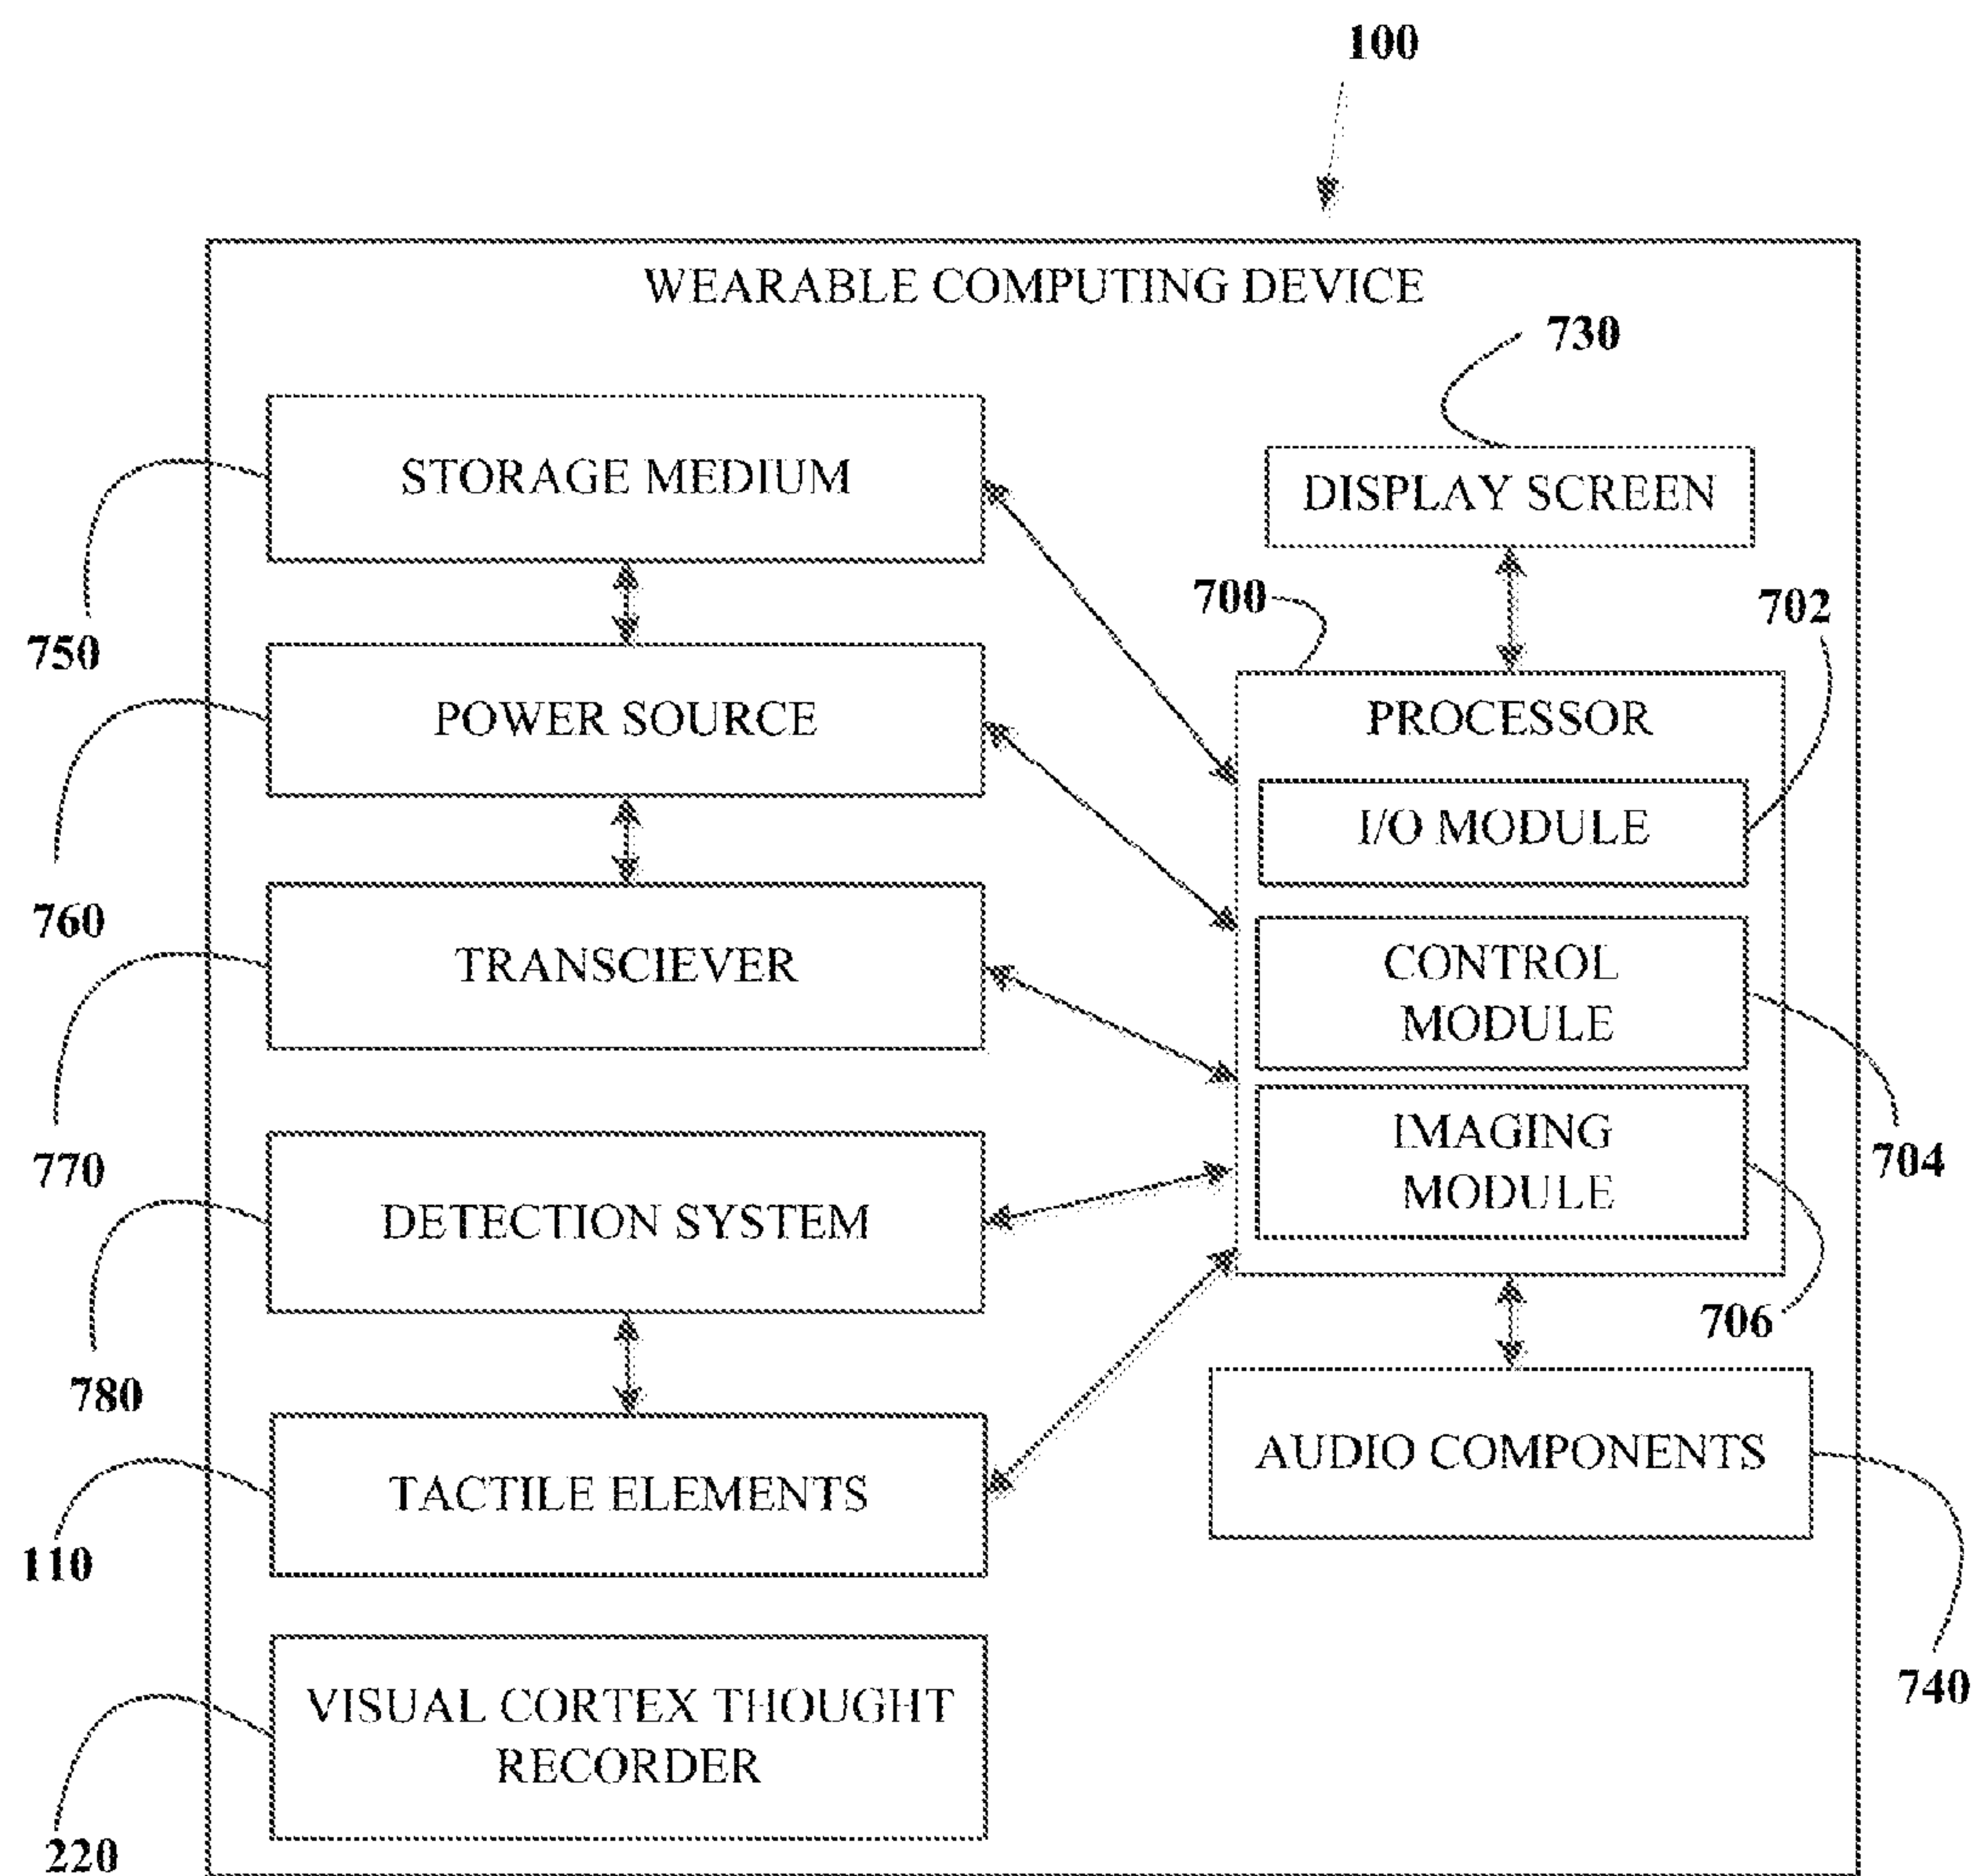 100
WEARABLE COMPUTING DEVICE
730
STORAGE MEDIUM
DISPLAY SCREEN
700
702
750
POWER SOURCE
PROCESSOR
I/O MODULE
760
TRANSCIEVER
CONTROL
MODULE
IMAGING
MODULE
704
770
DETECTION SYSTEM
706
780
AUDIO COMPONENTS
TACTILE ELEMENTS
110
740
VISUAL CORTEX THOUGHT
RECORDER
220